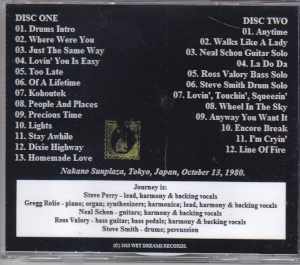 DISC ONE
01. Drums Intro
02. Where Were You
03. Just The Same Way
04. Lovin' You Is Easy
05. Too Late
06. Of A Lifetime
07. Kohoutek
08. People And Places
09. Precious Time
10. Lights
11. Stay Awhile
12. Dixie Highway
13. Homemade Love
DISC TWO
01. Anytime
02. Walks Like A Lady
03. Neal Schon Guitar Solo
04. La Do Da
05. Ross Valory Bass Solo
06. Steve Smith Drum Solo
07. Lovin', Touchin', Squeezin'
08. Wheel In The Sky
09. Anyway You Want It
10. Encore Break
11. I'm Cryin'
12. Line Of Fire
Nakano Sunplaza, Tokyo, Japan, October 13, 1980.
Journey is:
Steve Perry - lead, harmony & backing vocals
Gregg Rolie - piano; organ; synthesizers; harmonica; lead, harmony & backing vocals
Neal Schon - guitars; harmony & backing vocals
Ross Valory - bass guitar; bass pedals; harmony & backing vocals
Steve Smith - drums; percussion
WET DREAMS RECORDS.